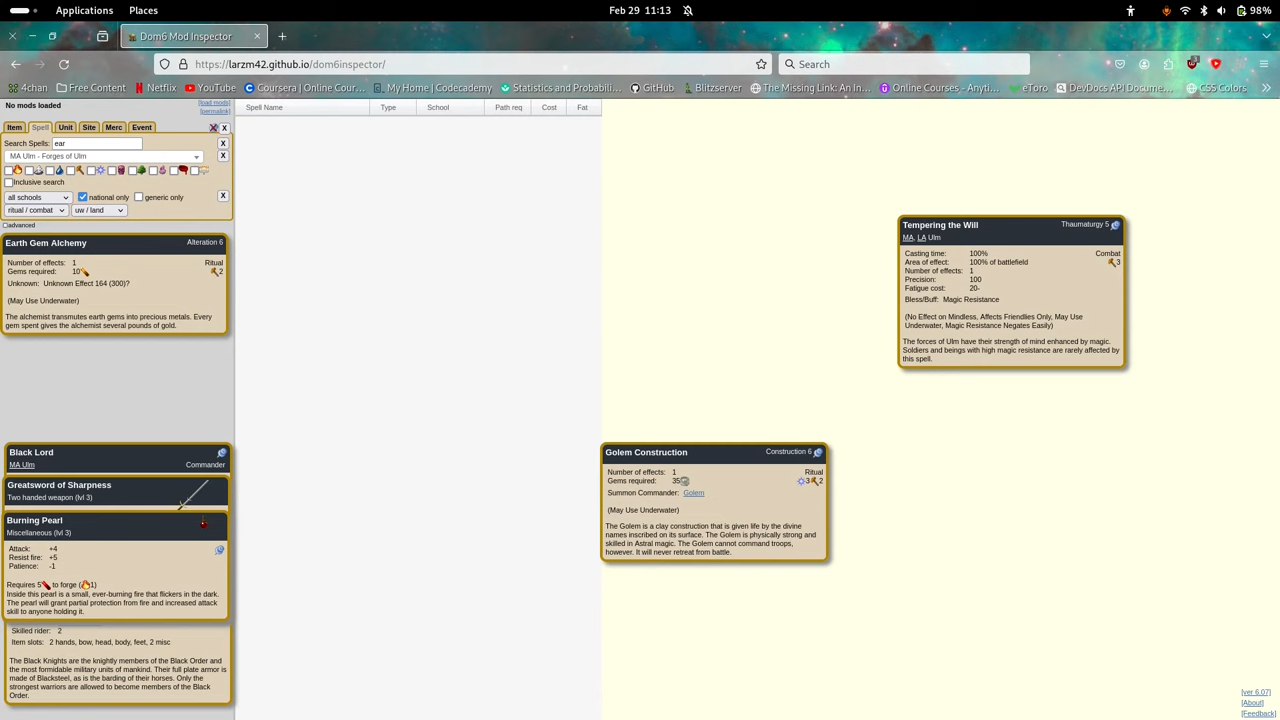 Applications Places Feb 29 11:13 98%
Dom6 Mod Inspector
https://larzm42.github.io/dom6inspector/ Search
4chan Free Content Netflix YouTube Coursera | Online Cour… My Home | Codecademy Statistics and Probabili… GitHub Blitzserver The Missing Link: An In… Online Courses - Anyti… eToro DevDocs API Docume… CSS Colors
No mods loaded
[load mods]
[permalink]
Item Spell Unit Site Merc Event X
Search Spells: ear X
MA Ulm - Forges of Ulm X
Inclusive search
all schools national only generic only X
ritual / combat uw / land
advanced
Spell Name Type School Path req Cost Fat
Earth Gem Alchemy Alteration 6
Number of effects: 1 Ritual
Gems required: 10 2
Unknown: Unknown Effect 164 (300)?
(May Use Underwater)
The alchemist transmutes earth gems into precious metals. Every
gem spent gives the alchemist several pounds of gold.
Tempering the Will Thaumaturgy 5
MA, LA Ulm
Casting time: 100% Combat
Area of effect: 100% of battlefield 3
Number of effects: 1
Precision: 100
Fatigue cost: 20-
Bless/Buff: Magic Resistance
(No Effect on Mindless, Affects Friendlies Only, May Use
Underwater, Magic Resistance Negates Easily)
The forces of Ulm have their strength of mind enhanced by magic.
Soldiers and beings with high magic resistance are rarely affected by
this spell.
Black Lord
MA Ulm Commander
Greatsword of Sharpness
Two handed weapon (lvl 3)
Burning Pearl
Miscellaneous (lvl 3)
Attack: +4
Resist fire: +5
Patience: -1
Requires 5 to forge (1)
Inside this pearl is a small, ever-burning fire that flickers in the dark.
The pearl will grant partial protection from fire and increased attack
skill to anyone holding it.
Skilled rider: 2
Item slots: 2 hands, bow, head, body, feet, 2 misc
The Black Knights are the knightly members of the Black Order and
the most formidable military units of mankind. Their full plate armor is
made of Blacksteel, as is the barding of their horses. Only the
strongest warriors are allowed to become members of the Black
Order.
Golem Construction Construction 6
Number of effects: 1 Ritual
Gems required: 35 3 2
Summon Commander: Golem
(May Use Underwater)
The Golem is a clay construction that is given life by the divine
names inscribed on its surface. The Golem is physically strong and
skilled in Astral magic. The Golem cannot command troops,
however. It will never retreat from battle.
[ver 6.07]
[About]
[Feedback]